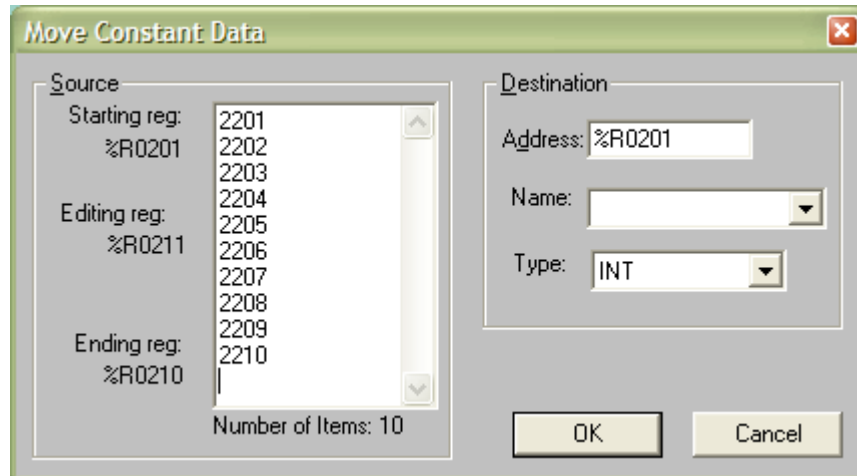 Move Constant Data
Source
Starting reg:
%R0201
Editing reg:
%R0211
Ending reg:
%R0210
2201
2202
2203
2204
2205
2206
2207
2208
2209
2210
Number of Items: 10
Destination
Address: %R0201
Name:
Type: INT
OK
Cancel